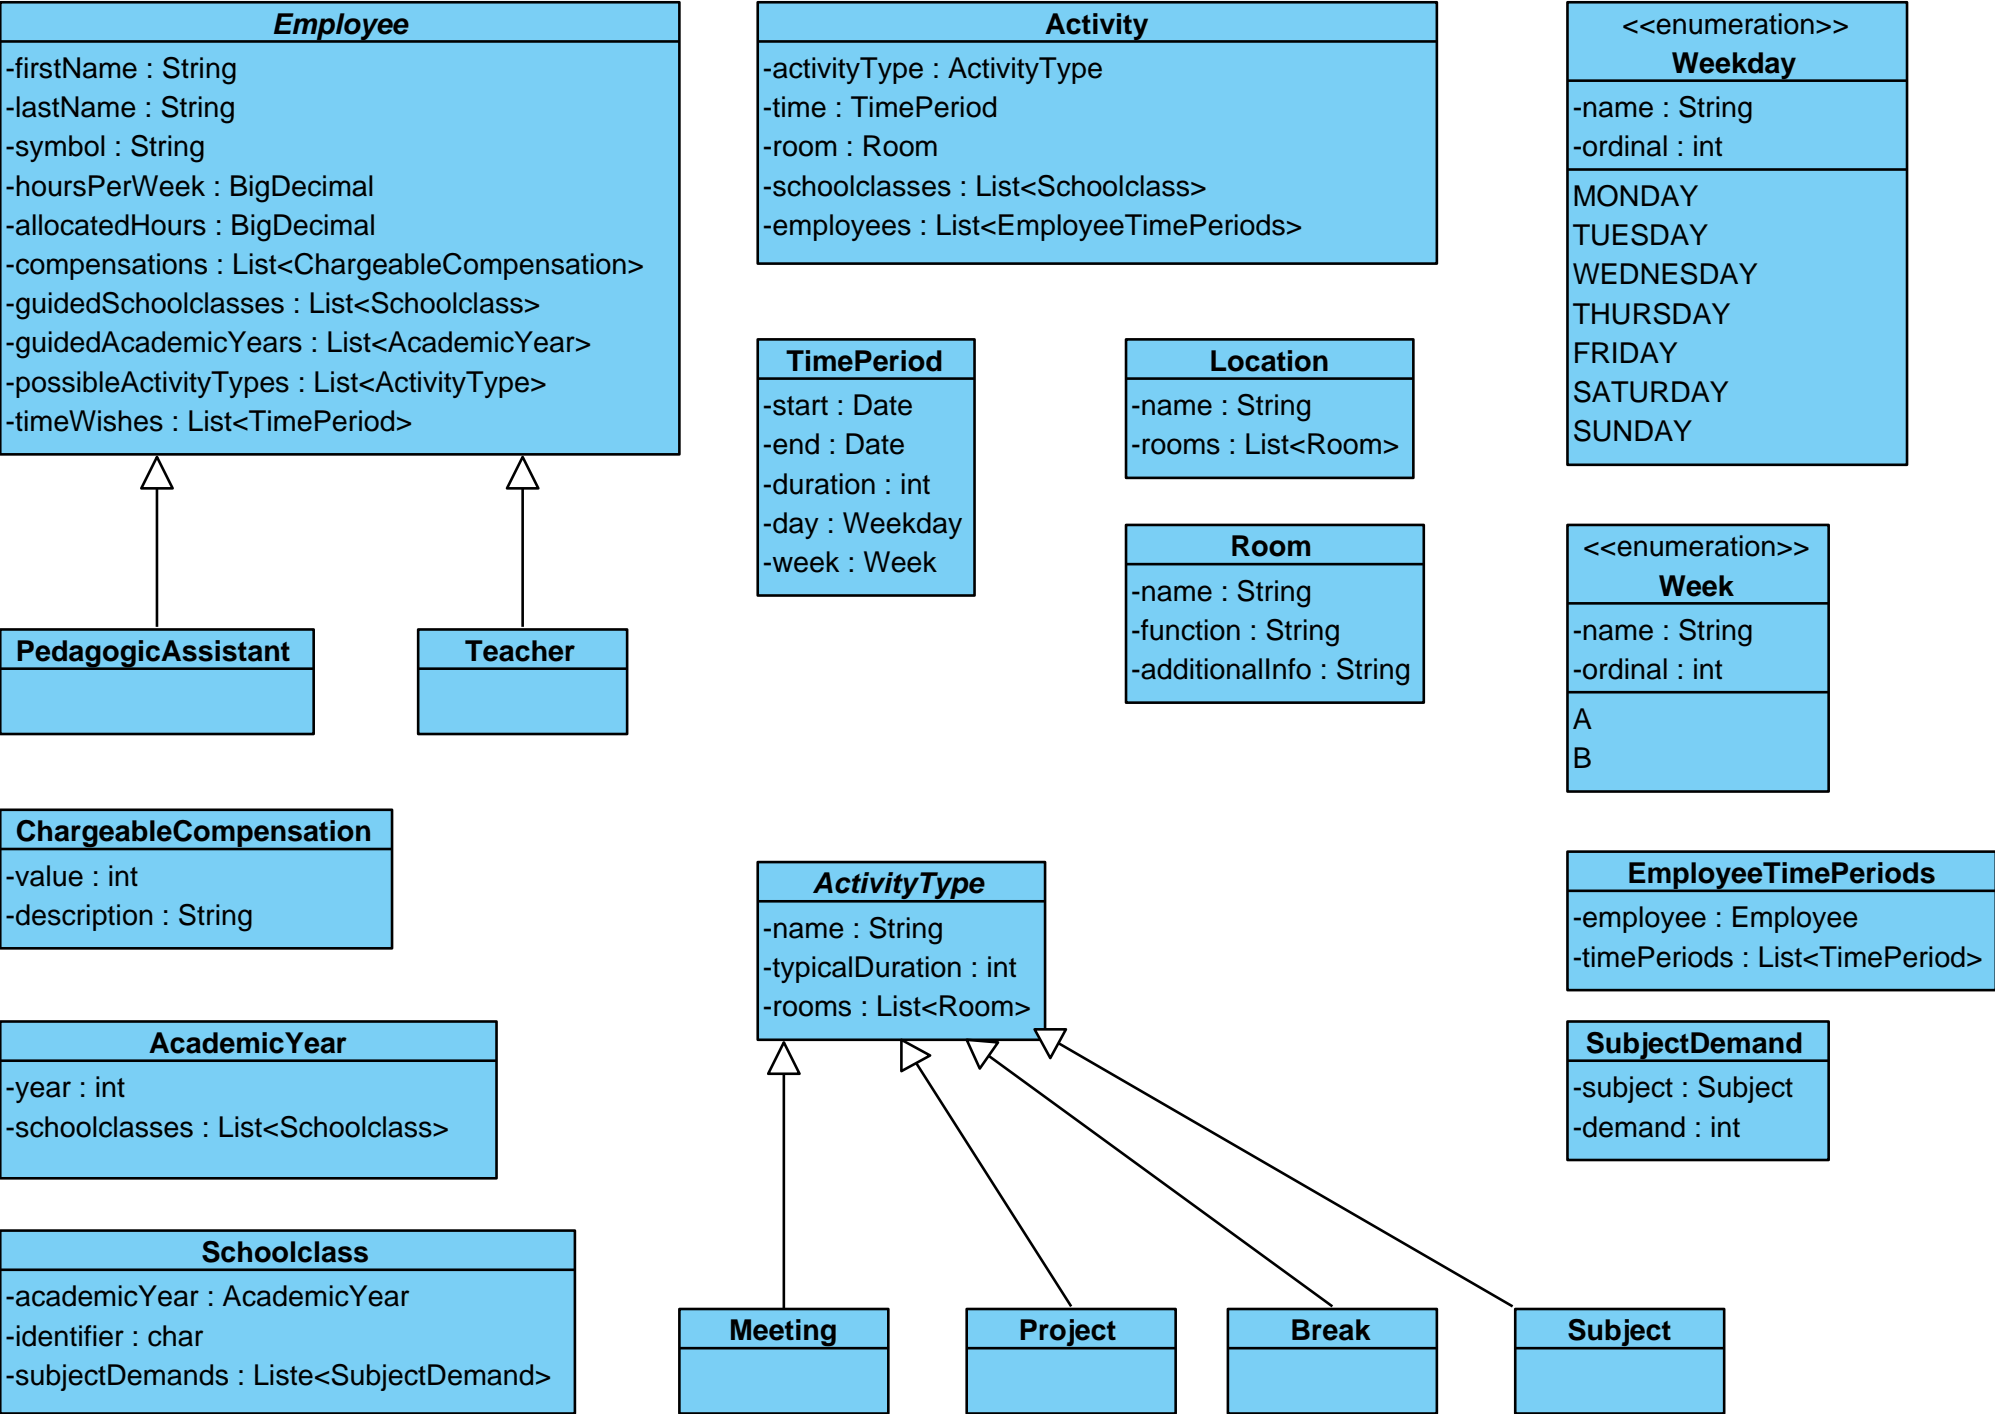 Employee
-firstName : String
-lastName : String
-symbol : String
-hoursPerWeek : BigDecimal
-allocatedHours : BigDecimal
-compensations : List<ChargeableCompensation>
-guidedSchoolclasses : List<Schoolclass>
-guidedAcademicYears : List<AcademicYear>
-possibleActivityTypes : List<ActivityType>
-timeWishes : List<TimePeriod>
Activity
-activityType : ActivityType
-time : TimePeriod
-room : Room
-schoolclasses : List<Schoolclass>
-employees : List<EmployeeTimePeriods>
<<enumeration>>
Weekday
-name : String
-ordinal : int
MONDAY
TUESDAY
WEDNESDAY
THURSDAY
FRIDAY
SATURDAY
SUNDAY
TimePeriod
-start : Date
-end : Date
-duration : int
-day : Weekday
-week : Week
Location
-name : String
-rooms : List<Room>
Room
-name : String
-function : String
-additionalInfo : String
<<enumeration>>
Week
-name : String
-ordinal : int
A
B
PedagogicAssistant
Teacher
ChargeableCompensation
-value : int
-description : String
ActivityType
-name : String
-typicalDuration : int
-rooms : List<Room>
EmployeeTimePeriods
-employee : Employee
-timePeriods : List<TimePeriod>
AcademicYear
-year : int
-schoolclasses : List<Schoolclass>
SubjectDemand
-subject : Subject
-demand : int
Schoolclass
-academicYear : AcademicYear
-identifier : char
-subjectDemands : Liste<SubjectDemand>
Meeting
Project
Break
Subject